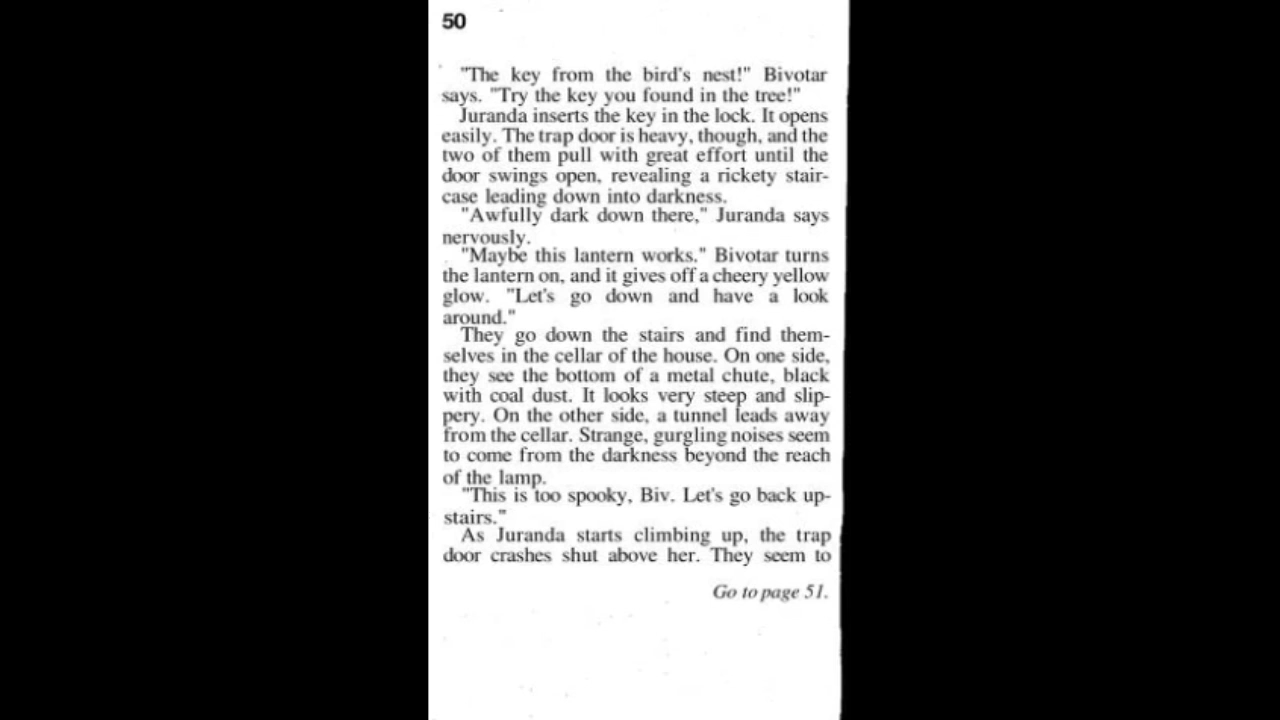 50
"The key from the bird's nest!" Bivotar
says. "Try the key you found in the tree!"
Juranda inserts the key in the lock. It opens
easily. The trap door is heavy, though, and the
two of them pull with great effort until the
door swings open, revealing a rickety stair-
case leading down into darkness.
"Awfully dark down there," Juranda says
nervously.
"Maybe this lantern works." Bivotar turns
the lantern on, and it gives off a cheery yellow
glow. "Let's go down and have a look
around."
They go down the stairs and find them-
selves in the cellar of the house. On one side,
they see the bottom of a metal chute, black
with coal dust. It looks very steep and slip-
pery. On the other side, a tunnel leads away
from the cellar. Strange, gurgling noises seem
to come from the darkness beyond the reach
of the lamp.
"This is too spooky, Biv. Let's go back up-
stairs."
As Juranda starts climbing up, the trap
door crashes shut above her. They seem to
Go to page 51.